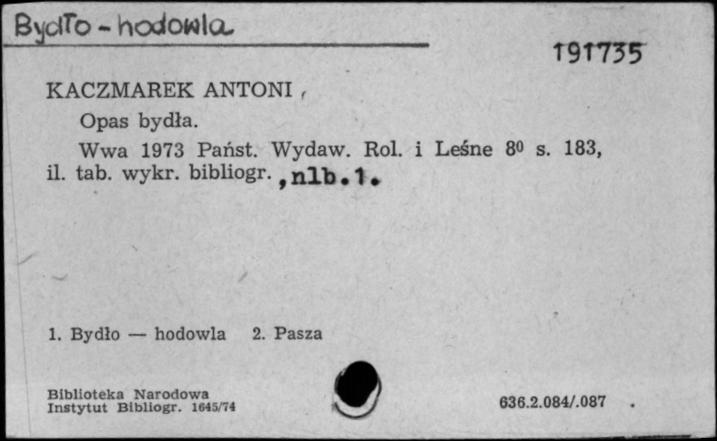 Bydło - hodowla
191735
KACZMAREK ANTONI
Opas bydła.
Wwa 1973 Państ. Wydaw. Rol. i Leśne 8⁰ s. 183,
il. tab. wykr. bibliogr. , nlb.1.
1. Bydło — hodowla 2. Pasza
Biblioteka Narodowa
Instytut Bibliogr. 1645/74
636.2.084/.087 .